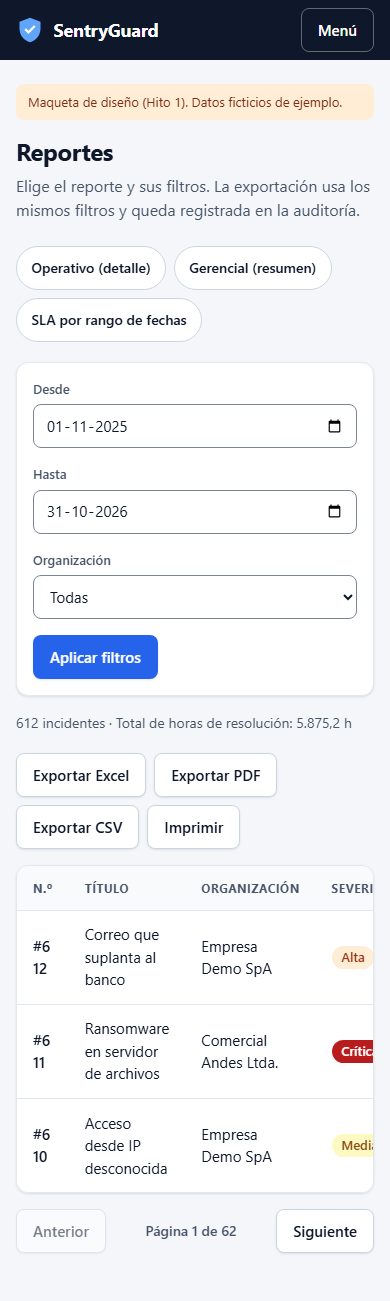 SentryGuard
Menú
Maqueta de diseño (Hito 1). Datos ficticios de ejemplo.
Reportes
Elige el reporte y sus filtros. La exportación usa los
mismos filtros y queda registrada en la auditoría.
Operativo (detalle)
Gerencial (resumen)
SLA por rango de fechas
Desde
01-11-2025
Hasta
31-10-2026
Organización
Todas
Aplicar filtros
612 incidentes · Total de horas de resolución: 5.875,2 h
Exportar Excel
Exportar PDF
Exportar CSV
Imprimir
N.º TÍTULO ORGANIZACIÓN SEVERI
#6
12
Correo que
suplanta al
banco
Empresa
Demo SpA
Alta
#6
11
Ransomware
en servidor
de archivos
Comercial
Andes Ltda.
Crítica
#6
10
Acceso
desde IP
desconocida
Empresa
Demo SpA
Media
Anterior
Página 1 de 62
Siguiente